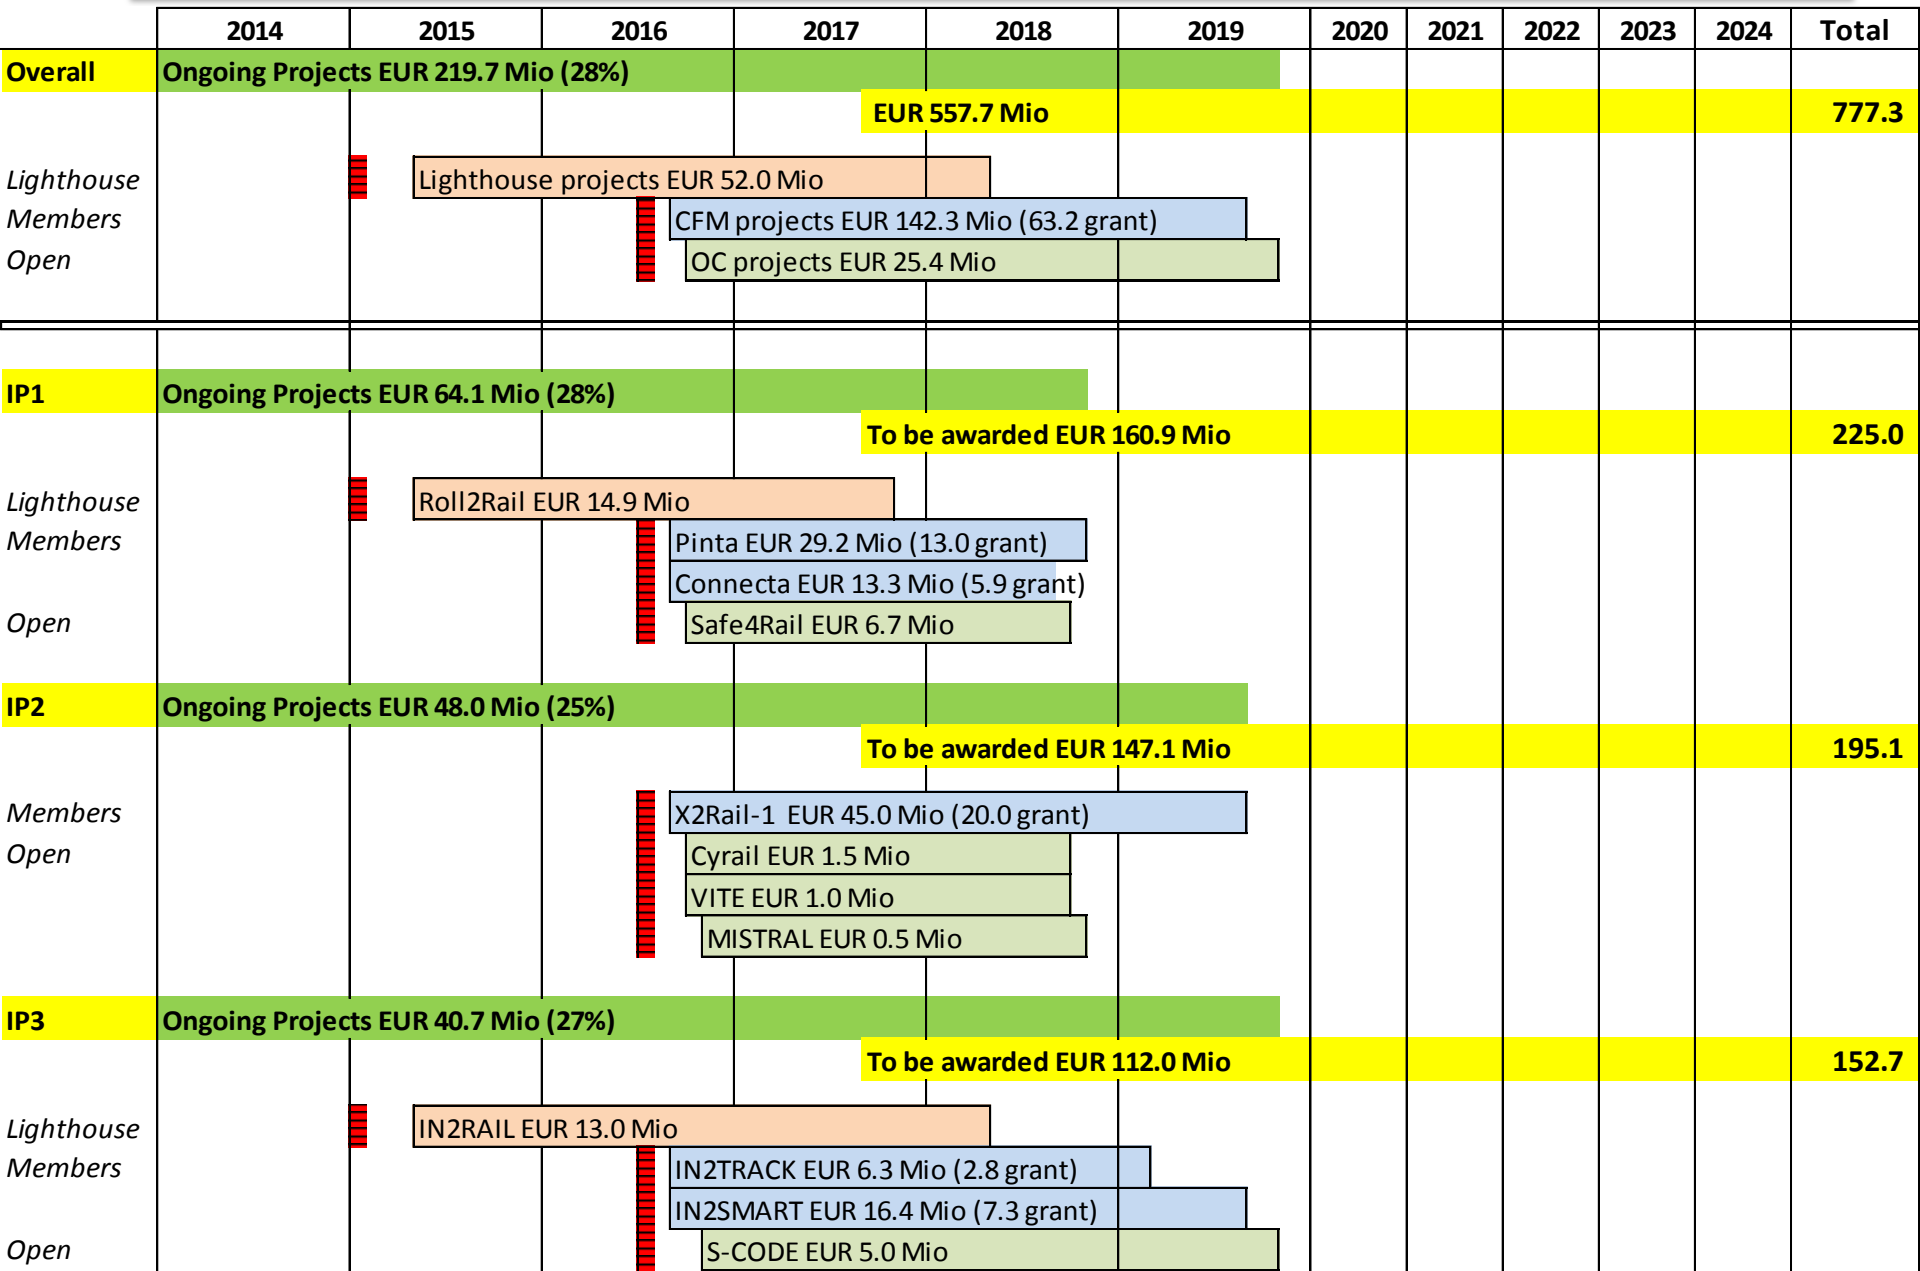 2014 2015 2016 2017 2018 2019 2020 2021 2022 2023 2024 Total
Overall Ongoing Projects EUR 219.7 Mio (28%)
EUR 557.7 Mio 777.3
Lighthouse Lighthouse projects EUR 52.0 Mio
Members CFM projects EUR 142.3 Mio (63.2 grant)
Open OC projects EUR 25.4 Mio
IP1 Ongoing Projects EUR 64.1 Mio (28%)
To be awarded EUR 160.9 Mio 225.0
Lighthouse Roll2Rail EUR 14.9 Mio
Members Pinta EUR 29.2 Mio (13.0 grant)
Connecta EUR 13.3 Mio (5.9 grant)
Open Safe4Rail EUR 6.7 Mio
IP2 Ongoing Projects EUR 48.0 Mio (25%)
To be awarded EUR 147.1 Mio 195.1
Members X2Rail-1 EUR 45.0 Mio (20.0 grant)
Open Cyrail EUR 1.5 Mio
VITE EUR 1.0 Mio
MISTRAL EUR 0.5 Mio
IP3 Ongoing Projects EUR 40.7 Mio (27%)
To be awarded EUR 112.0 Mio 152.7
Lighthouse IN2RAIL EUR 13.0 Mio
Members IN2TRACK EUR 6.3 Mio (2.8 grant)
IN2SMART EUR 16.4 Mio (7.3 grant)
Open S-CODE EUR 5.0 Mio